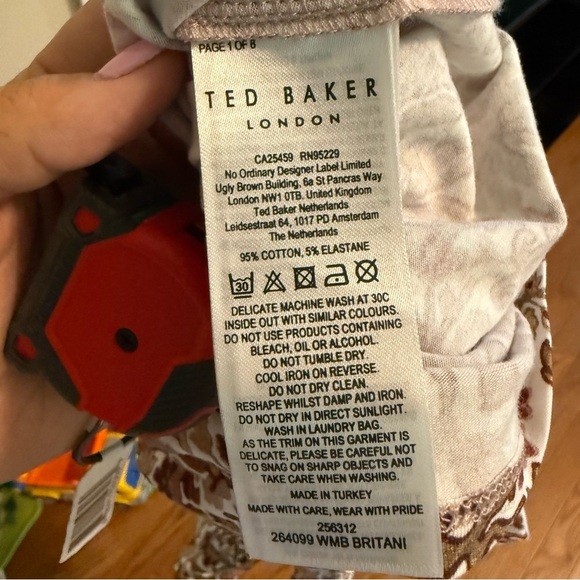 PAGE 1 OF 8
TED BAKER
LONDON
CA25459 RN95229
No Ordinary Designer Label Limited
Ugly Brown Building, 6a St Pancras Way
London NW1 0TB. United Kingdom
Ted Baker Netherlands
Leidsestraat 64, 1017 PD Amsterdam
The Netherlands
95% COTTON, 5% ELASTANE
30
DELICATE MACHINE WASH AT 30C
INSIDE OUT WITH SIMILAR COLOURS.
DO NOT USE PRODUCTS CONTAINING
BLEACH, OIL OR ALCOHOL.
DO NOT TUMBLE DRY.
COOL IRON ON REVERSE.
DO NOT DRY CLEAN.
RESHAPE WHILST DAMP AND IRON.
DO NOT DRY IN DIRECT SUNLIGHT.
WASH IN LAUNDRY BAG.
AS THE TRIM ON THIS GARMENT IS
DELICATE, PLEASE BE CAREFUL NOT
TO SNAG ON SHARP OBJECTS AND
TAKE CARE WHEN WASHING.
MADE IN TURKEY
MADE WITH CARE, WEAR WITH PRIDE
256312
264099 WMB BRITANI